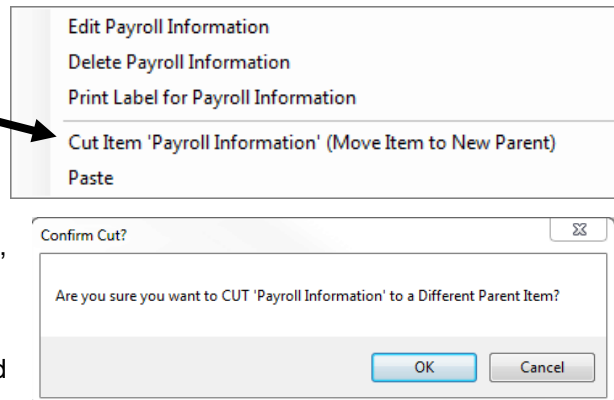 Edit Payroll Information
Delete Payroll Information
Print Label for Payroll Information
Cut Item 'Payroll Information' (Move Item to New Parent)
Paste
Confirm Cut?
,
Are you sure you want to CUT 'Payroll Information' to a Different Parent Item?
d
OK Cancel